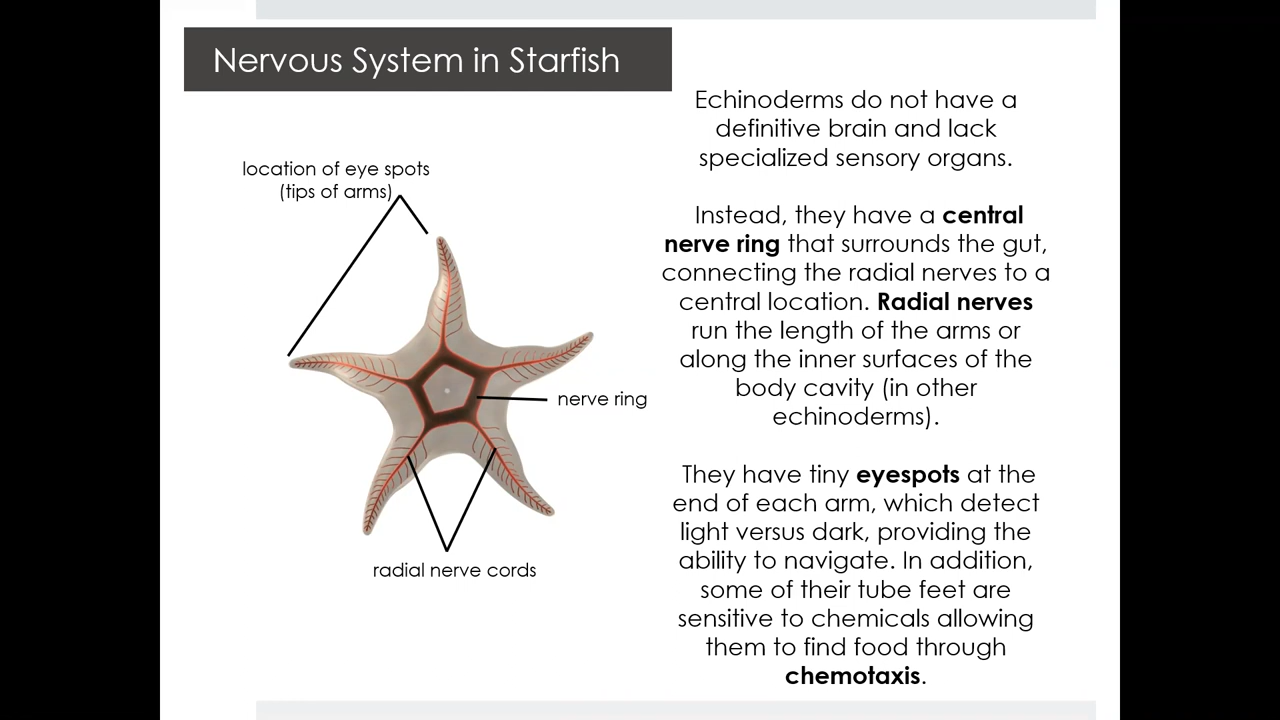 Nervous System in Starfish
location of eye spots
(tips of arms)
nerve ring
radial nerve cords
Echinoderms do not have a
definitive brain and lack
specialized sensory organs.
Instead, they have a central
nerve ring that surrounds the gut,
connecting the radial nerves to a
central location. Radial nerves
run the length of the arms or
along the inner surfaces of the
body cavity (in other
echinoderms).
They have tiny eyespots at the
end of each arm, which detect
light versus dark, providing the
ability to navigate. In addition,
some of their tube feet are
sensitive to chemicals allowing
them to find food through
chemotaxis.